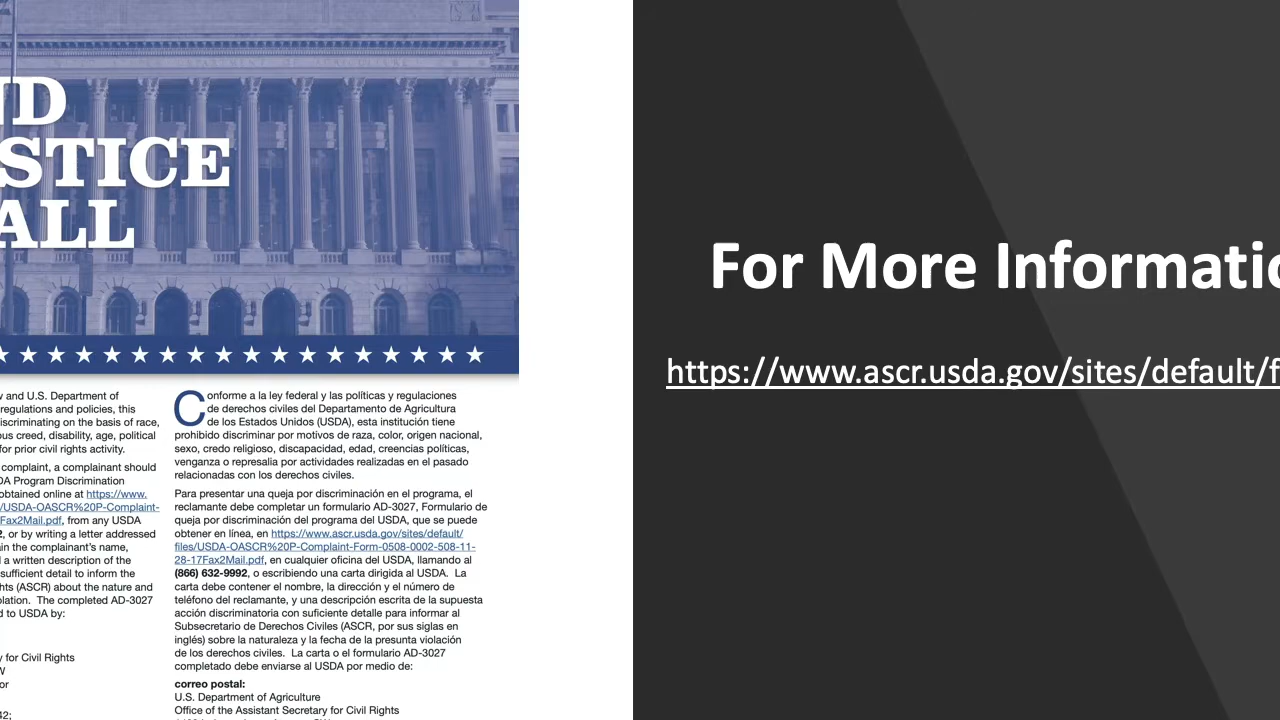 ND
STICE
ALL
w and U.S. Department of
regulations and policies, this
iscriminating on the basis of race,
ous creed, disability, age, political
for prior civil rights activity.
complaint, a complainant should
DA Program Discrimination
obtained online at https://www.
/USDA-OASCR%20P-Complaint-
Fax2Mail.pdf, from any USDA
2, or by writing a letter addressed
ain the complainant's name,
d a written description of the
sufficient detail to inform the
hts (ASCR) about the nature and
olation. The completed AD-3027
d to USDA by:
y for Civil Rights
W
or
42;
Conforme a la ley federal y las políticas y regulaciones
de derechos civiles del Departamento de Agricultura
de los Estados Unidos (USDA), esta institución tiene
prohibido discriminar por motivos de raza, color, origen nacional,
sexo, credo religioso, discapacidad, edad, creencias políticas,
venganza o represalia por actividades realizadas en el pasado
relacionadas con los derechos civiles.
Para presentar una queja por discriminación en el programa, el
reclamante debe completar un formulario AD-3027, Formulario de
queja por discriminación del programa del USDA, que se puede
obtener en línea, en https://www.ascr.usda.gov/sites/default/
files/USDA-OASCR%20P-Complaint-Form-0508-0002-508-11-
28-17Fax2Mail.pdf, en cualquier oficina del USDA, llamando al
(866) 632-9992, o escribiendo una carta dirigida al USDA. La
carta debe contener el nombre, la dirección y el número de
teléfono del reclamante, y una descripción escrita de la supuesta
acción discriminatoria con suficiente detalle para informar al
Subsecretario de Derechos Civiles (ASCR, por sus siglas en
inglés) sobre la naturaleza y la fecha de la presunta violación
de los derechos civiles. La carta o el formulario AD-3027
completado debe enviarse al USDA por medio de:
correo postal:
U.S. Department of Agriculture
Office of the Assistant Secretary for Civil Rights
For More Informatio
https://www.ascr.usda.gov/sites/default/f